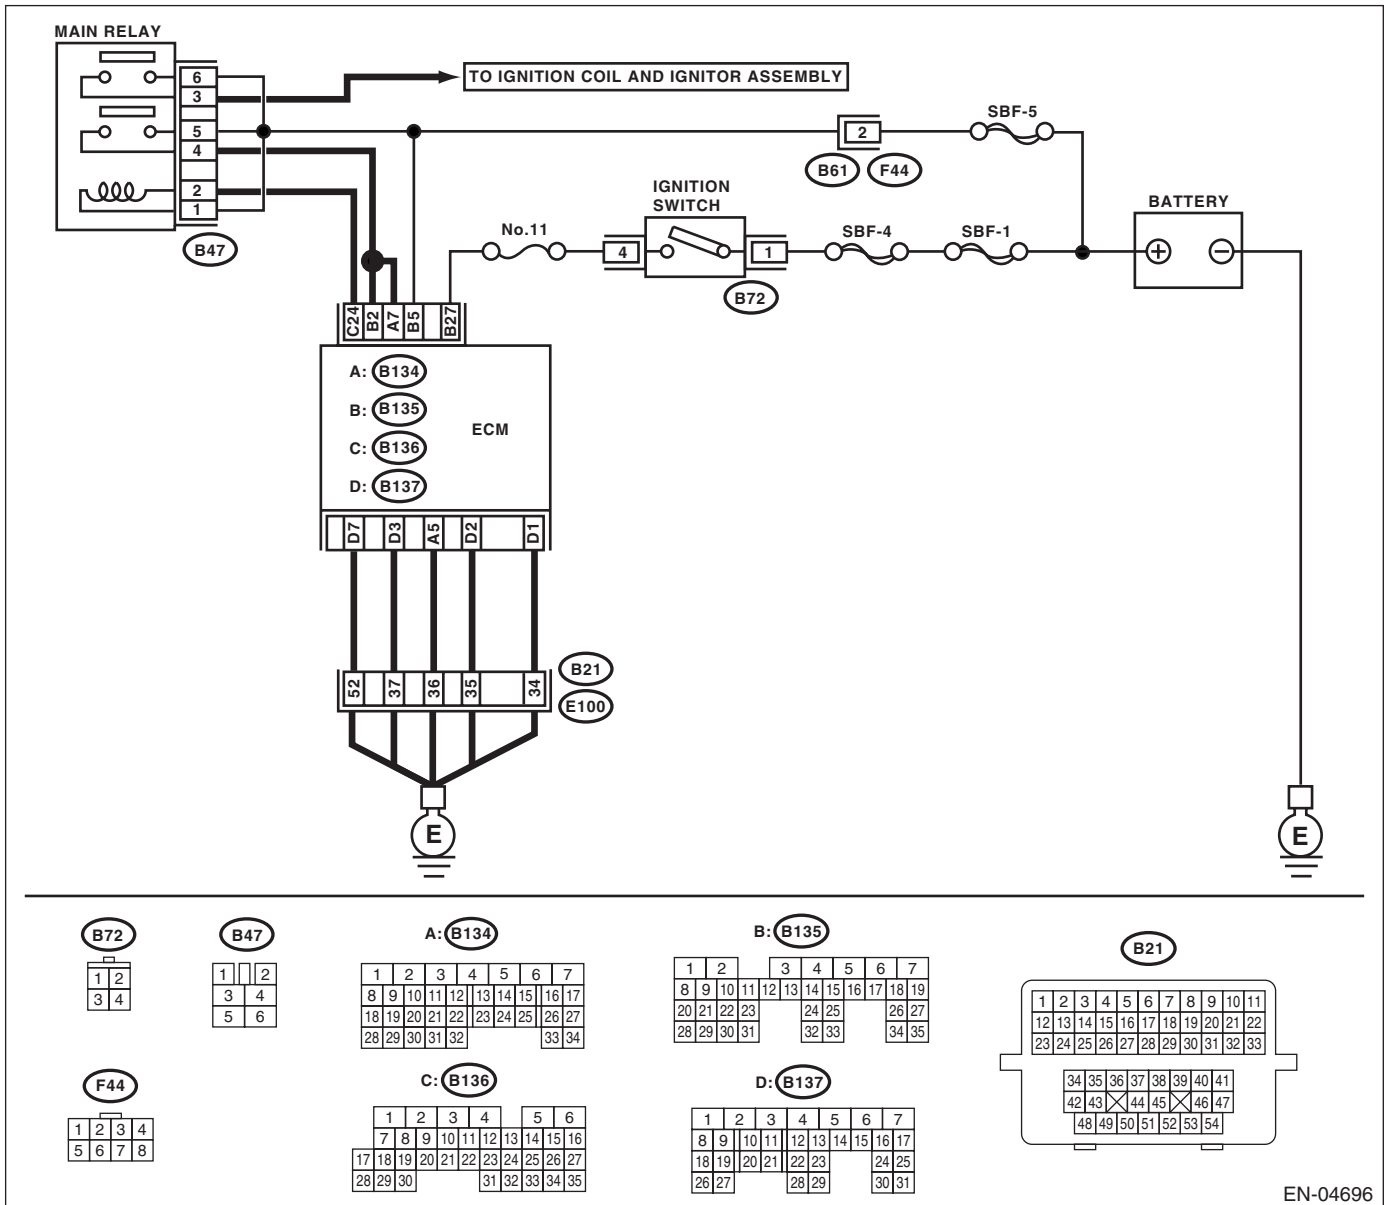 MAIN RELAY
6
3
5
4
2
1
B47
TO IGNITION COIL AND IGNITOR ASSEMBLY
SBF-5
2
B61 F44
IGNITION
SWITCH
BATTERY
No.11
4
1
SBF-4
SBF-1
+ −
B72
C24 B2 A7 B5 B27
A: B134
B: B135
C: B136
D: B137
ECM
D7 D3 A5 D2 D1
52 37 36 35 34
B21
E100
E
E
B72
1 2
3 4
B47
1 2
3 4
5 6
A: B134
1 2 3 4 5 6 7
8 9 10 11 12 13 14 15 16 17
18 19 20 21 22 23 24 25 26 27
28 29 30 31 32 33 34
B: B135
1 2 3 4 5 6 7
8 9 10 11 12 13 14 15 16 17 18 19
20 21 22 23 24 25 26 27
28 29 30 31 32 33 34 35
B21
1 2 3 4 5 6 7 8 9 10 11
12 13 14 15 16 17 18 19 20 21 22
23 24 25 26 27 28 29 30 31 32 33
34 35 36 37 38 39 40 41
42 43 44 45 46 47
48 49 50 51 52 53 54
F44
1 2 3 4
5 6 7 8
C: B136
1 2 3 4 5 6
7 8 9 10 11 12 13 14 15 16
17 18 19 20 21 22 23 24 25 26 27
28 29 30 31 32 33 34 35
D: B137
1 2 3 4 5 6 7
8 9 10 11 12 13 14 15 16 17
18 19 20 21 22 23 24 25
26 27 28 29 30 31
EN-04696